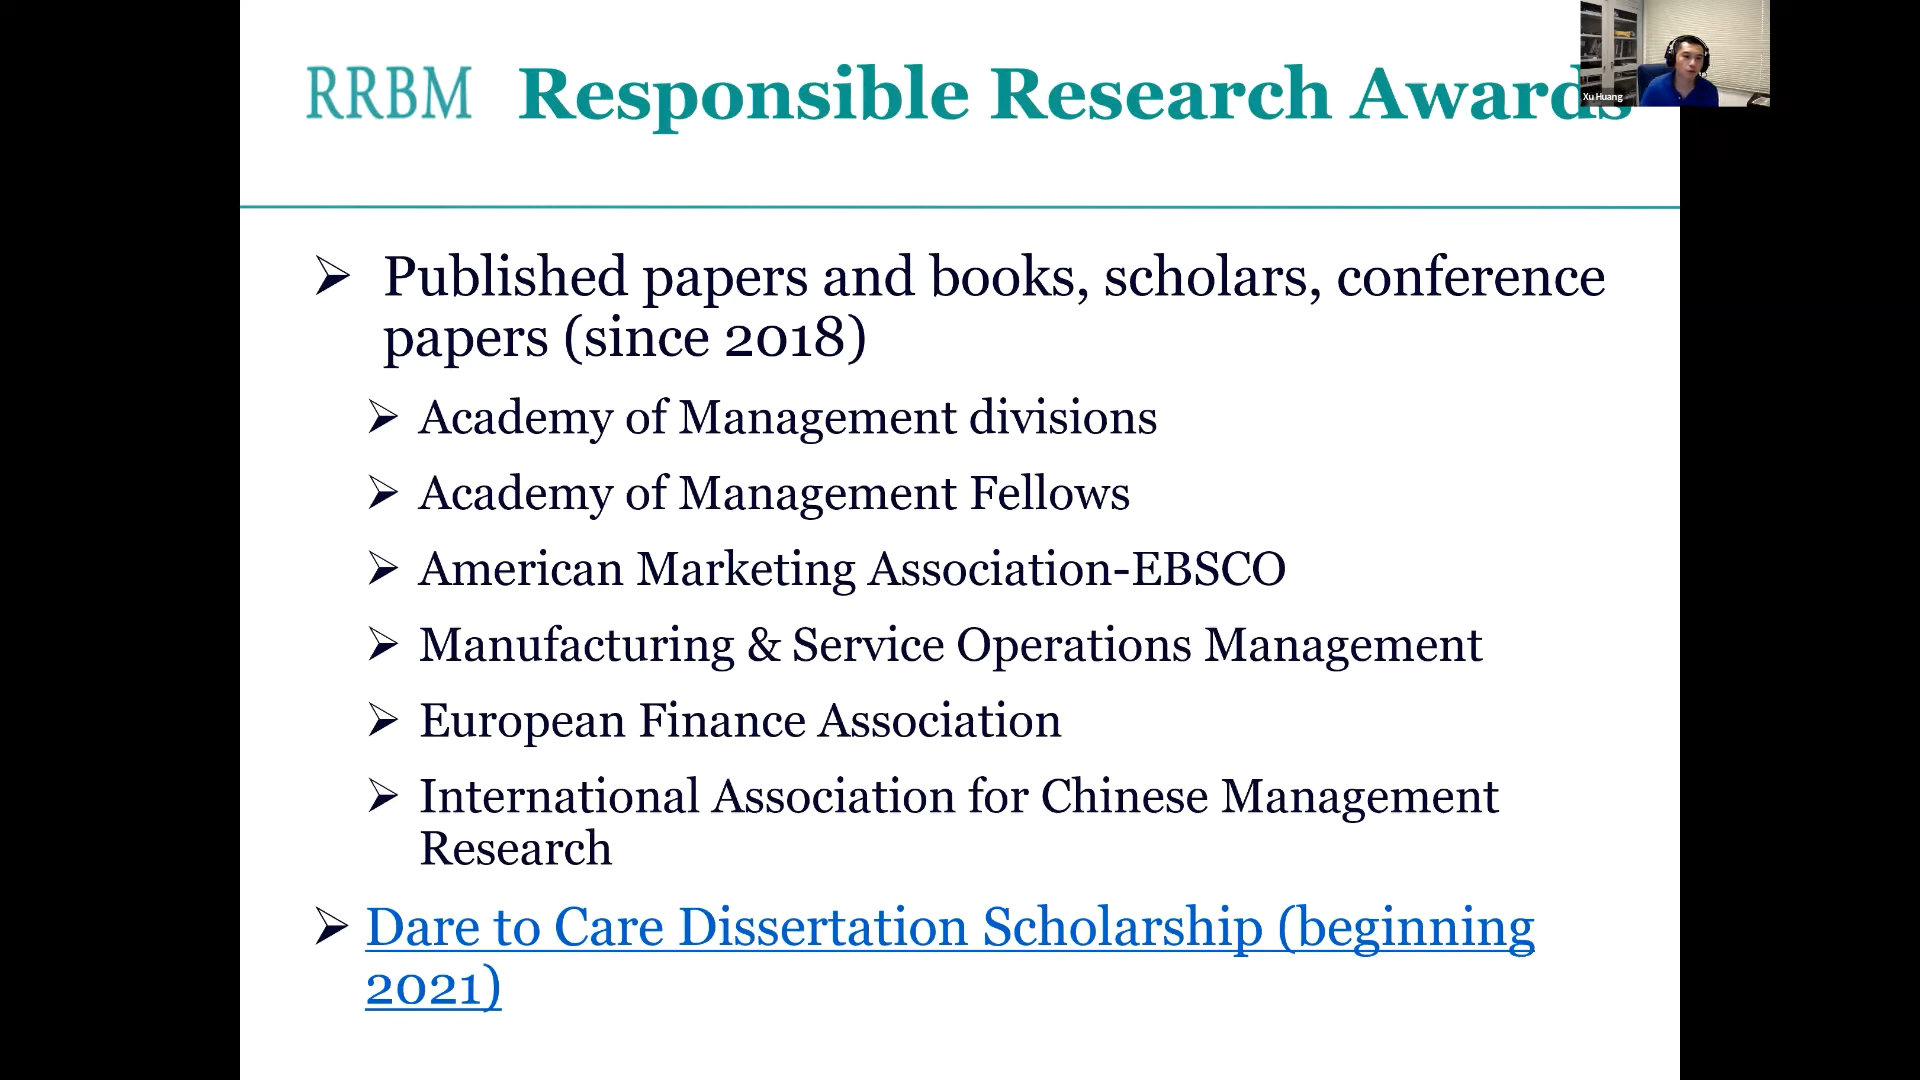 RRBM Responsible Research Awards
Xu Huang
Published papers and books, scholars, conference
papers (since 2018)
Academy of Management divisions
Academy of Management Fellows
American Marketing Association-EBSCO
Manufacturing & Service Operations Management
European Finance Association
International Association for Chinese Management
Research
Dare to Care Dissertation Scholarship (beginning
2021)